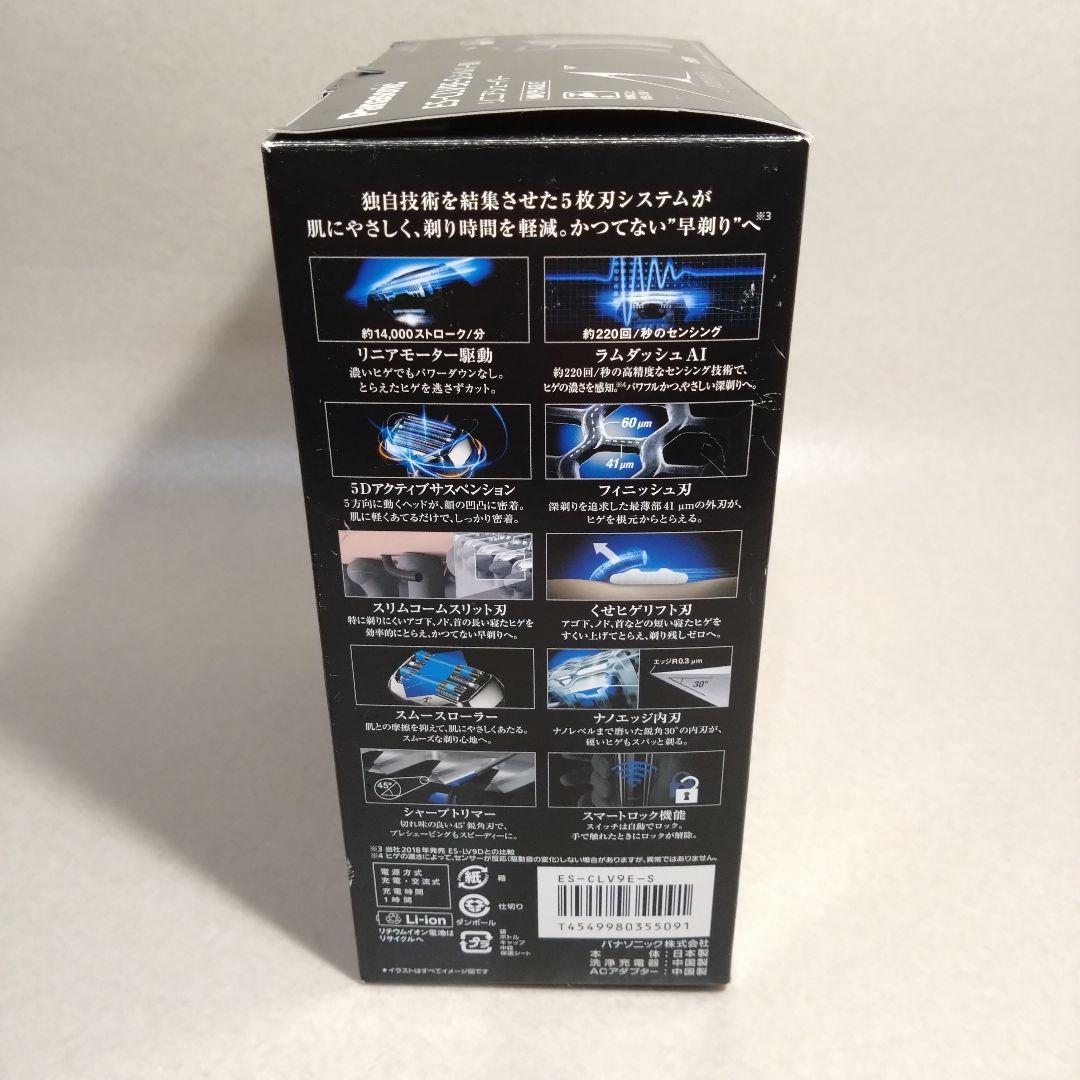 Panasonic
リニアシェーバー
独自技術を結集させた5枚刃システムが
肌にやさしく、剃り時間を軽減。かつてない"早剃り"へ※3
約14,000ストローク/分
リニアモーター駆動
濃いヒゲでもパワーダウンなし。
とらえたヒゲを逃さずカット。
約220回/秒のセンシング
ラムダッシュAI
約220回/秒の高精度なセンシング技術で、
ヒゲの濃さを感知。※4パワフルかつ、やさしい深剃りへ。
5Dアクティブサスペンション
5方向に動くヘッドが、顔の凹凸に密着。
肌に軽くあてるだけで、しっかり密着。
60μm
41μm
フィニッシュ刃
深剃りを追求した最薄部41μmの外刃が、
ヒゲを根元からとらえる。
スリムコームスリット刃
特に剃りにくいアゴ下、ノド、首の長い寝たヒゲを
効率的にとらえ、かつてない早剃りへ。
くせヒゲリフト刃
アゴ下、ノド、首などの短い寝たヒゲを
すくい上げてとらえ、剃り残しゼロへ。
スムースローラー
肌との摩擦を抑えて、肌にやさしくあたる。
スムーズな剃り心地へ。
エッジR0.3μm
30°
ナノエッジ内刃
ナノレベルまで磨いた鋭角30°の内刃が、
硬いヒゲもスパッと剃る。
45°
シャープトリマー
切れ味の良い45°鋭角刃で、
プレシェービングもスピーディーに。
スマートロック機能
スイッチは自動でロック。
手で触れたときにロックが解除。
※3 当社2018年発売 ES-LV9Dとの比較
※4 ヒゲの濃さによって、センサーが反応(駆動音の変化)しない場合がありますが、異常ではありません。
電源方式
充電・交流式
充電時間
1時間
Li-ion
リチウムイオン電池は
リサイクルへ
紙
箱
仕切り
ダンボール
プラ
袋
ボトル
キャップ
中栓
保護シート
●イラストはすべてイメージ図です
ES-CLV9E-S
T4549980355091
パナソニック株式会社
本体:日本製
洗浄充電器:中国製
ACアダプター:中国製